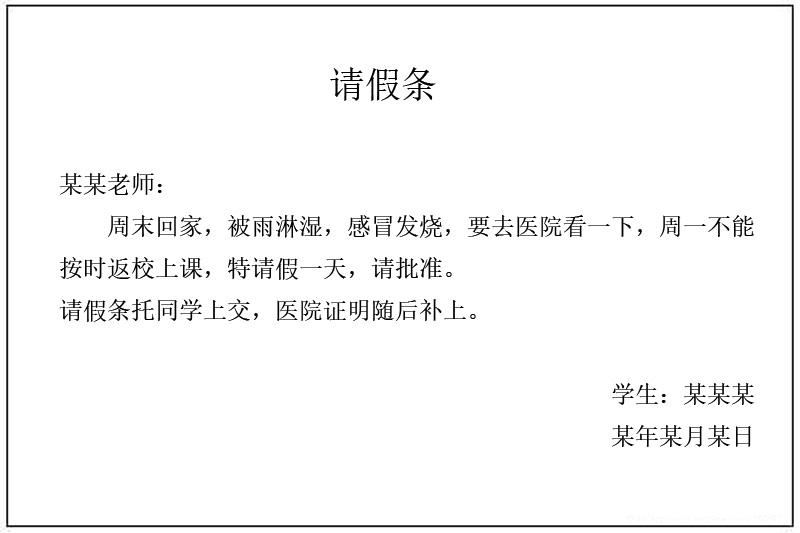 请假条
某某老师：
周末回家，被雨淋湿，感冒发烧，要去医院看一下，周一不能
按时返校上课，特请假一天，请批准。
请假条托同学上交，医院证明随后补上。
学生：某某某
某年某月某日